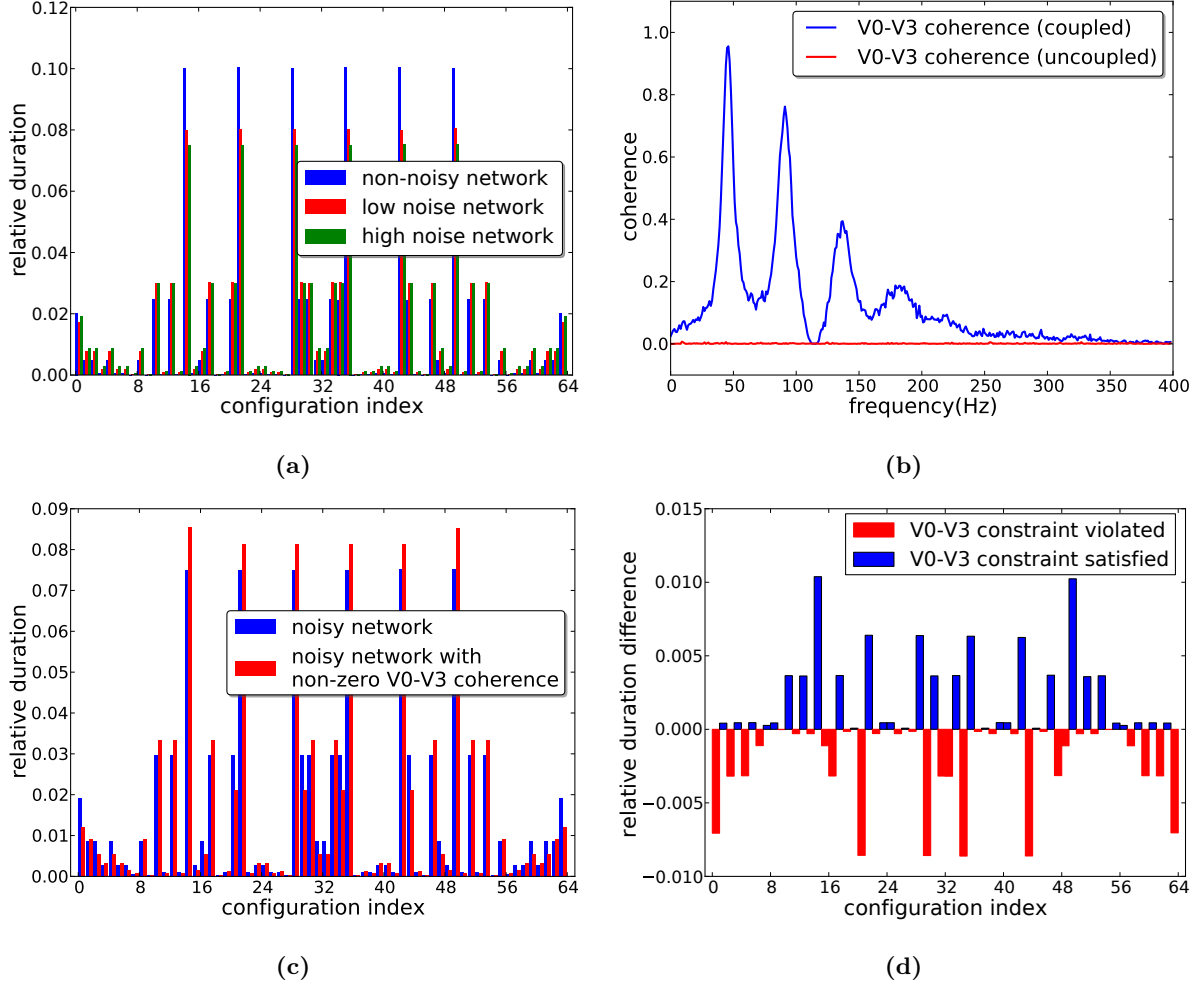 0.12
0.10
0.08
0.06
0.04
0.02
0.00
relative duration
non-noisy network
low noise network
high noise network
0 16 32 48 64
configuration index
(a)
1.0
0.8
0.6
0.4
0.2
0.0
coherence
V0-V3 coherence (coupled)
V0-V3 coherence (uncoupled)
0 50 100 150 200 250 300 350 400
frequency(Hz)
(b)
0.09
0.08
0.07
0.06
0.05
0.04
0.03
0.02
0.01
0.00
relative duration
noisy network
noisy network with
non-zero V0-V3 coherence
0 8 16 24 32 40 48 56 64
configuration index
(c)
0.015
0.010
0.005
0.000
−0.005
−0.010
relative duration difference
V0-V3 constraint violated
V0-V3 constraint satisfied
0 8 16 24 32 40 48 56 64
configuration index
(d)